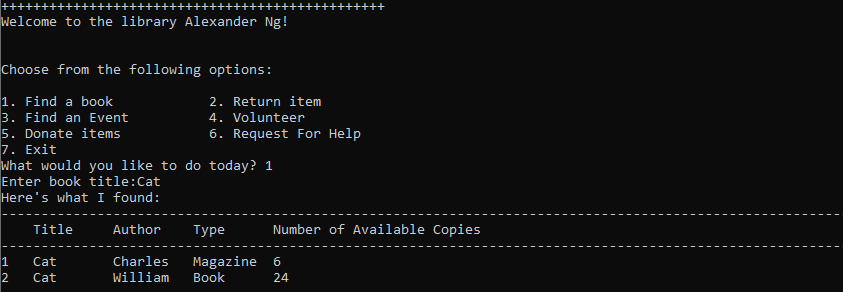 ++++++++++++++++++++++++++++++++++++++++++++++++
Welcome to the library Alexander Ng!
Choose from the following options:
1. Find a book            2. Return item
3. Find an Event          4. Volunteer
5. Donate items           6. Request For Help
7. Exit
What would you like to do today? 1
Enter book title:Cat
Here's what I found:
---------------------------------------------------------------------------------------------------------
    Title     Author    Type      Number of Available Copies
---------------------------------------------------------------------------------------------------------
1   Cat       Charles   Magazine  6
2   Cat       William   Book      24